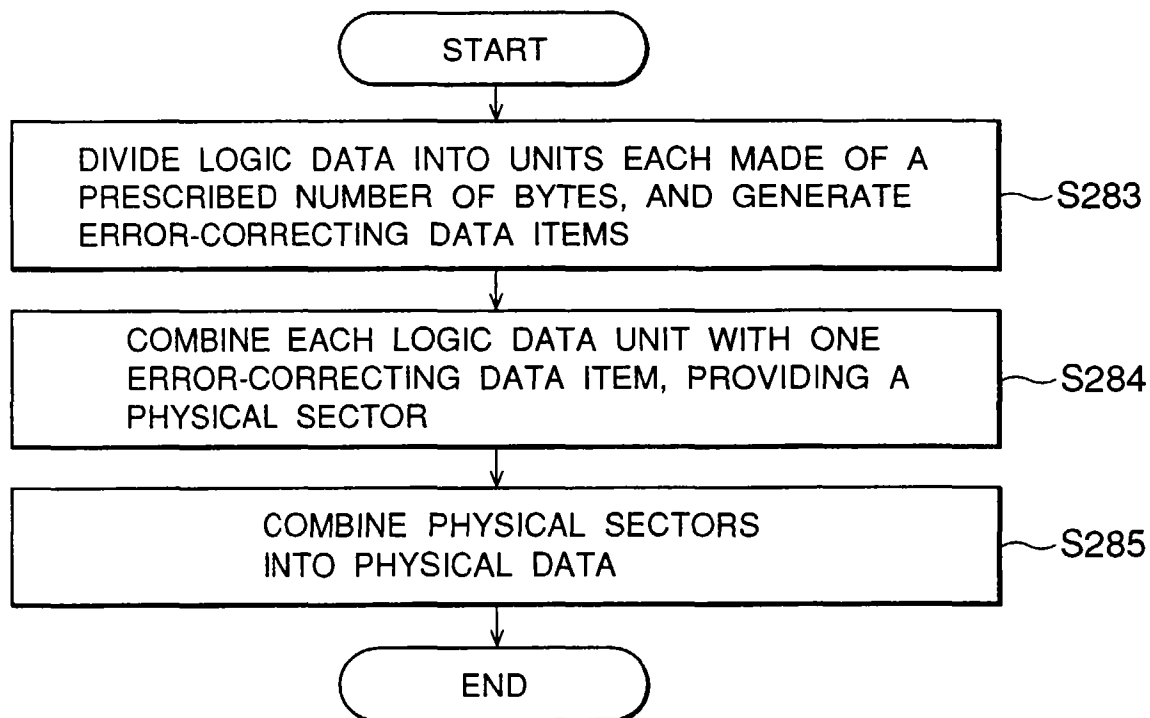 START
DIVIDE LOGIC DATA INTO UNITS EACH MADE OF A
PRESCRIBED NUMBER OF BYTES, AND GENERATE
ERROR-CORRECTING DATA ITEMS
S283
COMBINE EACH LOGIC DATA UNIT WITH ONE
ERROR-CORRECTING DATA ITEM, PROVIDING A
PHYSICAL SECTOR
S284
COMBINE PHYSICAL SECTORS
INTO PHYSICAL DATA
S285
END